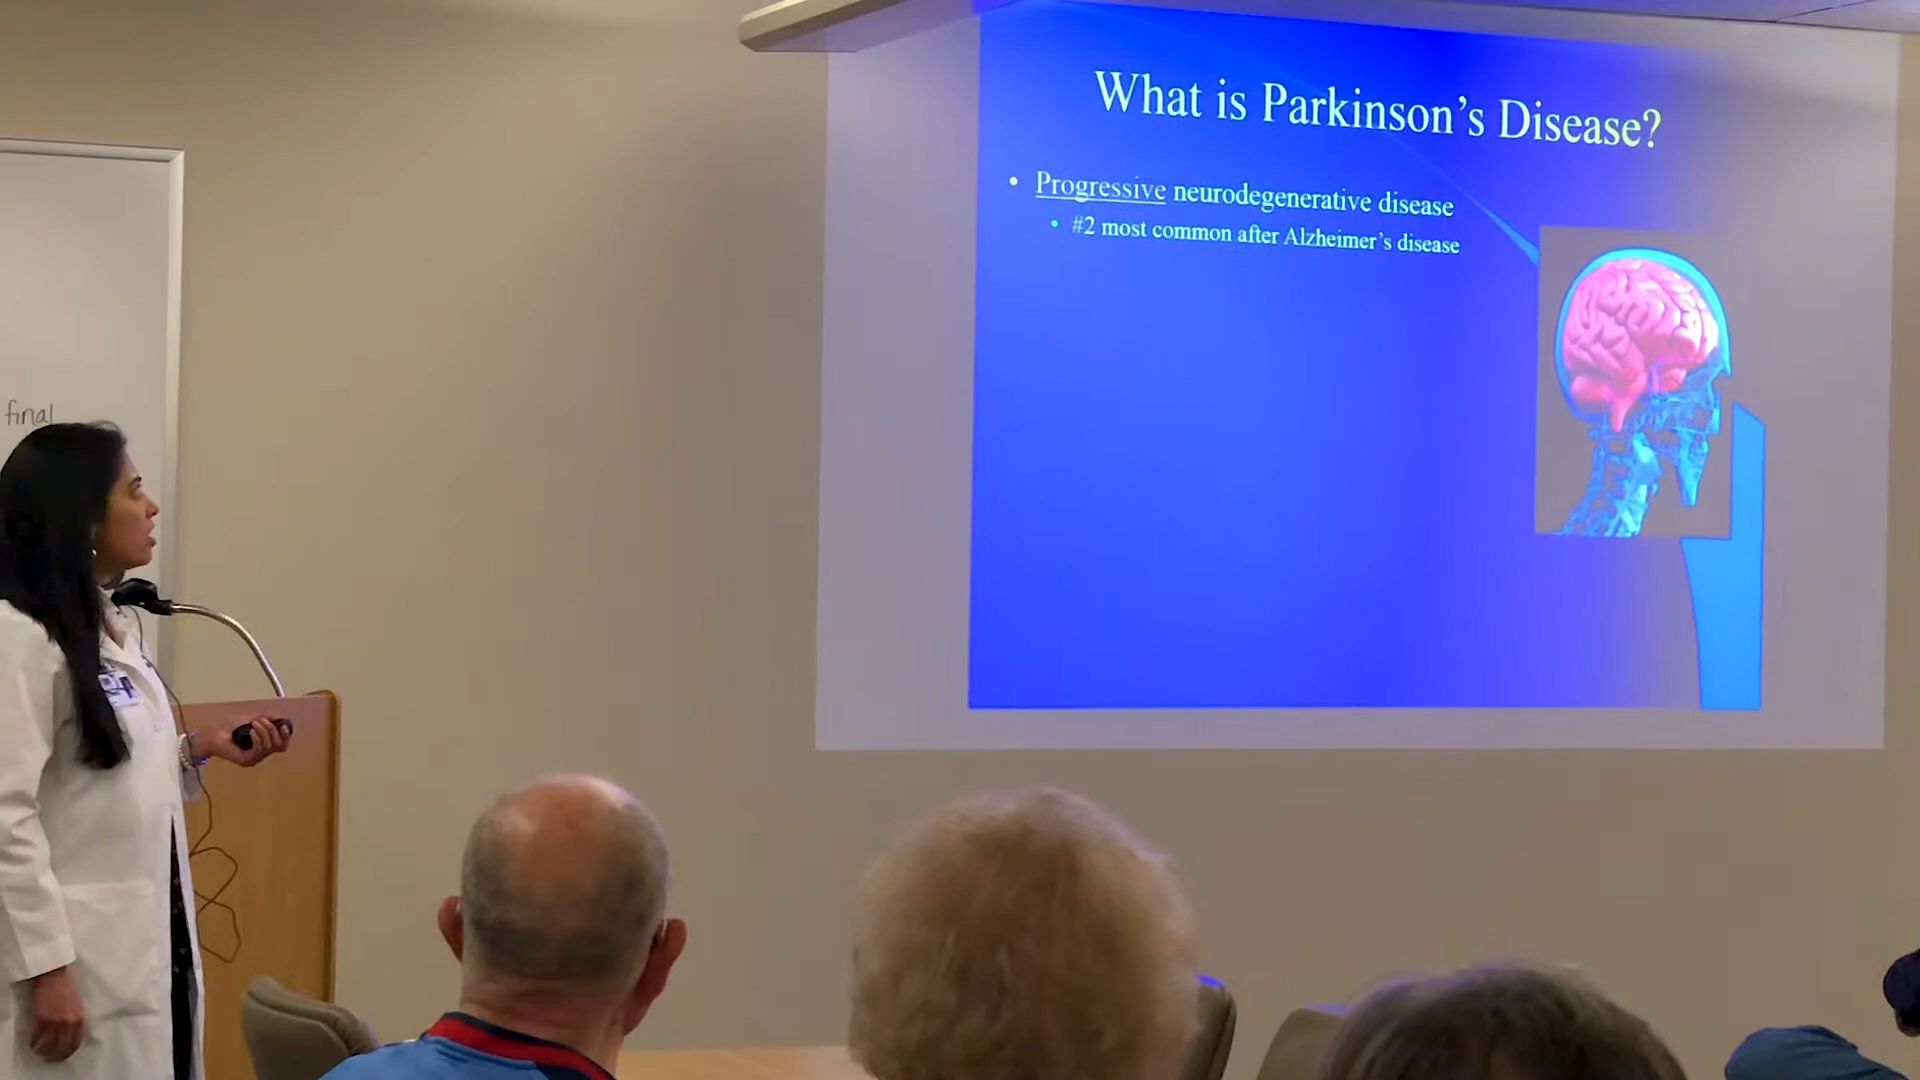 What is Parkinson's Disease?
• Progressive neurodegenerative disease
• #2 most common after Alzheimer's disease
final